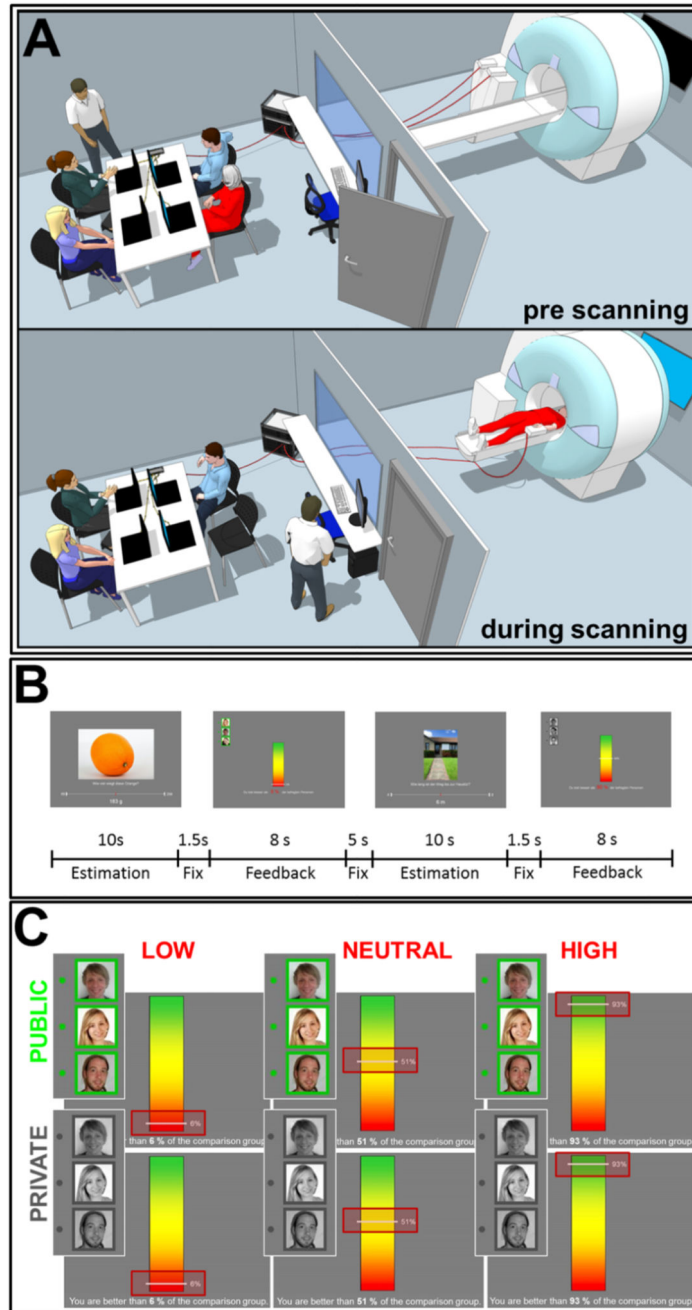 A
pre scanning
during scanning
B
183 g
6 m
10s
1.5s
8 s
5 s
10 s
1.5s
8 s
Estimation
Fix
Feedback
Fix
Estimation
Fix
Feedback
C
LOW
NEUTRAL
HIGH
PUBLIC
6%
51%
93%
than 6 % of the comparison group.
than 51 % of the comparison group
than 93 % of the comparison group.
PRIVATE
6%
51%
93%
You are better than 6 % of the comparison group.
You are better than 51 % of the comparison group.
You are better than 93 % of the comparison group.